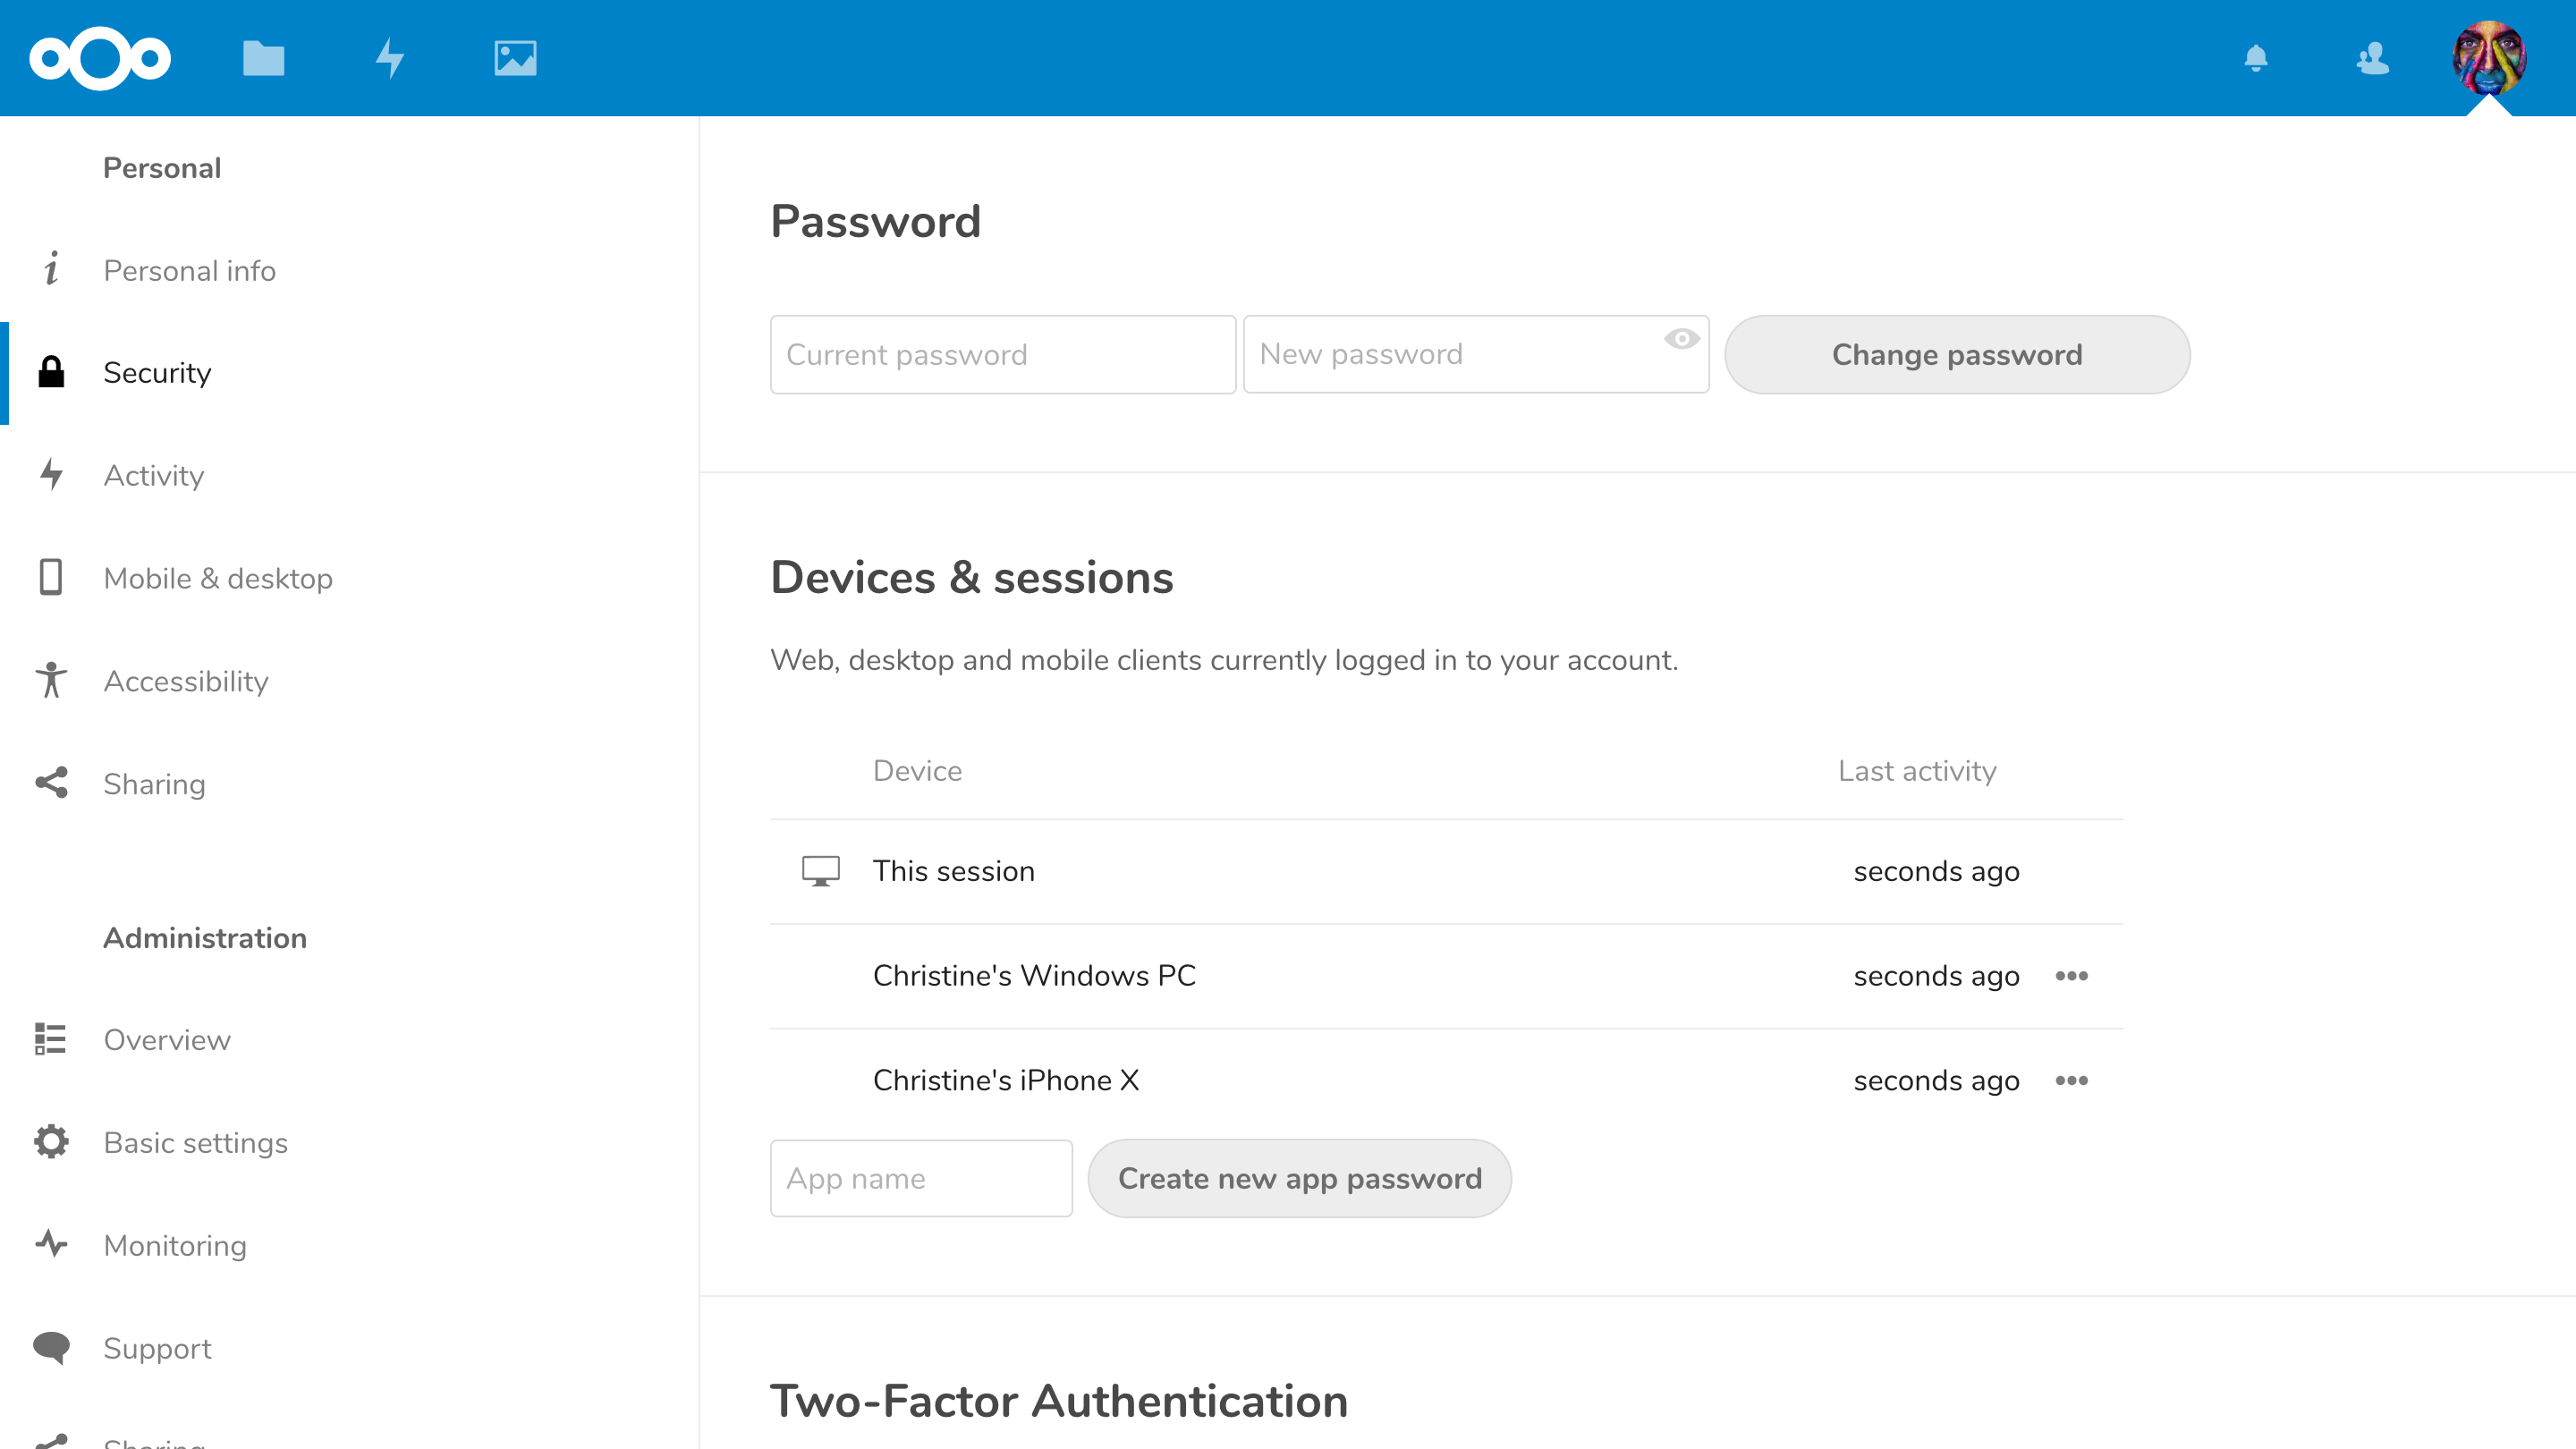 Personal
Personal info
Security
Activity
Mobile & desktop
Accessibility
Sharing
Administration
Overview
Basic settings
Monitoring
Support
Sharing
Password
Current password
New password
Change password
Devices & sessions
Web, desktop and mobile clients currently logged in to your account.
Device Last activity
This session seconds ago
Christine's Windows PC seconds ago
Christine's iPhone X seconds ago
App name
Create new app password
Two-Factor Authentication